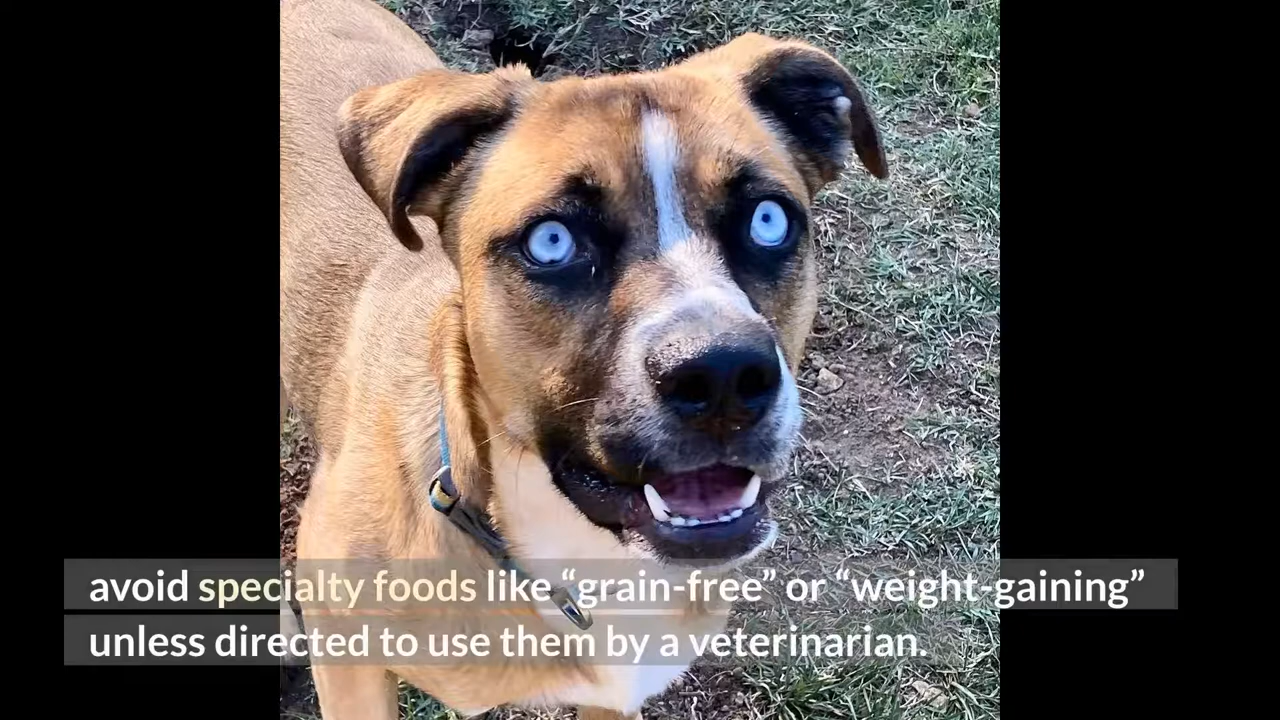 avoid specialty foods like “grain-free” or “weight-gaining”
unless directed to use them by a veterinarian.